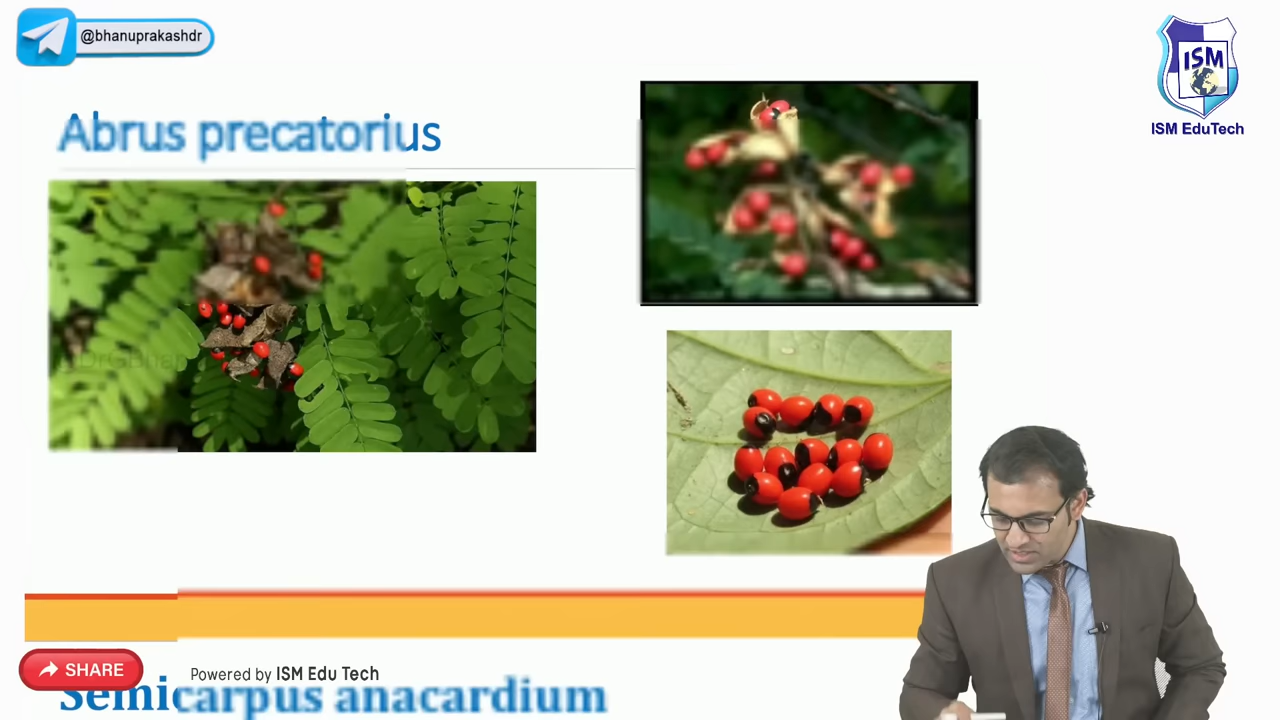 @bhanuprakashdr
ISM
ISM EduTech
Abrus precatorius
SHARE
Powered by ISM Edu Tech
Semicarpus anacardium